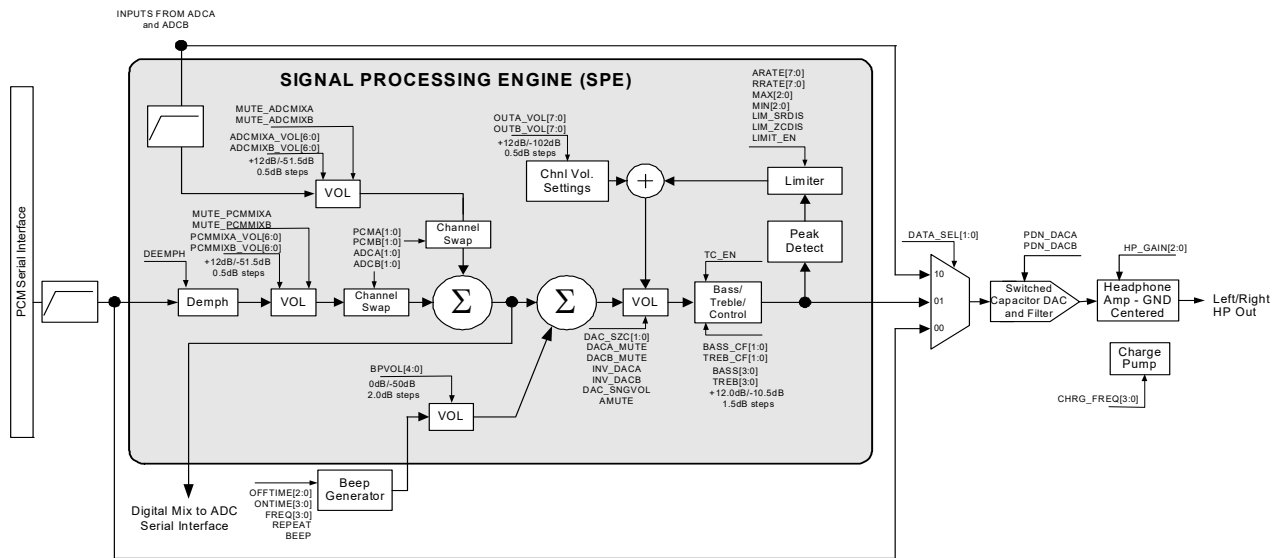 INPUTS FROM ADCA
and ADCB
SIGNAL PROCESSING ENGINE (SPE)
PCM Serial Interface
MUTE_ADCMIXA
MUTE_ADCMIXB
ADCMIXA_VOL[6:0]
ADCMIXB_VOL[6:0]
+12dB/-51.5dB
0.5dB steps
VOL
OUTA_VOL[7:0]
OUTB_VOL[7:0]
+12dB/-102dB
0.5dB steps
Chnl Vol.
Settings
+
ARATE[7:0]
RRATE[7:0]
MAX[2:0]
MIN[2:0]
LIM_SRDIS
LIM_ZCDIS
LIMIT_EN
Limiter
Peak
Detect
MUTE_PCMMIXA
MUTE_PCMMIXB
PCMMIXA_VOL[6:0]
PCMMIXB_VOL[6:0]
+12dB/-51.5dB
0.5dB steps
DEEMPH
Demph
VOL
PCMA[1:0]
PCMB[1:0]
ADCA[1:0]
ADCB[1:0]
Channel
Swap
Channel
Swap
Σ
Σ
VOL
TC_EN
Bass/
Treble/
Control
DAC_SZC[1:0]
DACA_MUTE
DACB_MUTE
INV_DACA
INV_DACB
DAC_SNGVOL
AMUTE
BASS_CF[1:0]
TREB_CF[1:0]
BASS[3:0]
TREB[3:0]
+12.0dB/-10.5dB
1.5dB steps
BPVOL[4:0]
0dB/-50dB
2.0dB steps
VOL
Beep
Generator
OFFTIME[2:0]
ONTIME[3:0]
FREQ[3:0]
REPEAT
BEEP
Digital Mix to ADC
Serial Interface
DATA_SEL[1:0]
10
01
00
PDN_DACA
PDN_DACB
Switched
Capacitor DAC
and Filter
HP_GAIN[2:0]
Headphone
Amp - GND
Centered
Left/Right
HP Out
Charge
Pump
CHRG_FREQ[3:0]